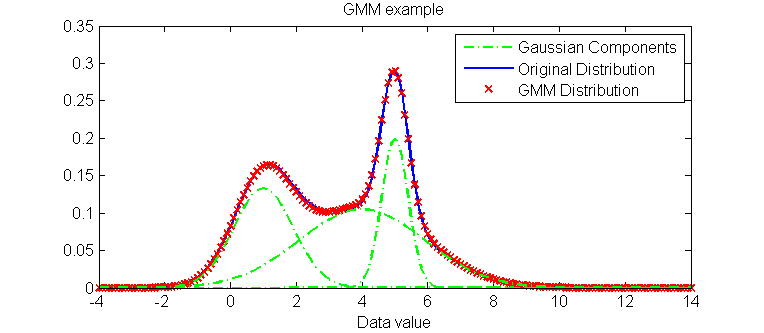 GMM example
0.35
0.3
0.25
0.2
0.15
0.1
0.05
0
Gaussian Components
Original Distribution
GMM Distribution
-4 -2 0 2 4 6 8 10 12 14
Data value